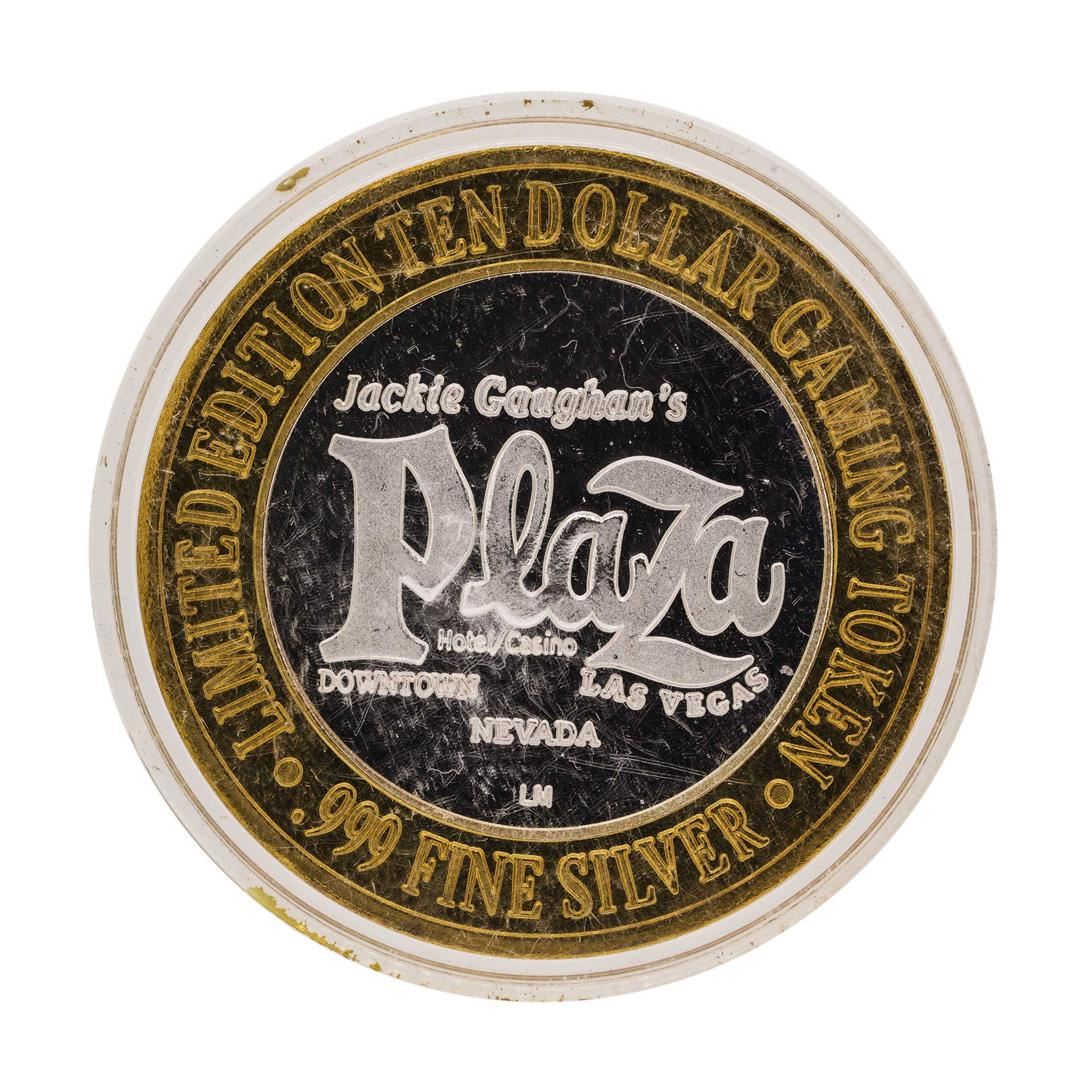 LIMITED EDITION TEN DOLLAR GAMING TOKEN
Jackie Gaughan's
Plaza
Hotel/Casino
DOWNTOWN LAS VEGAS
NEVADA
LM
• .999 FINE SILVER •